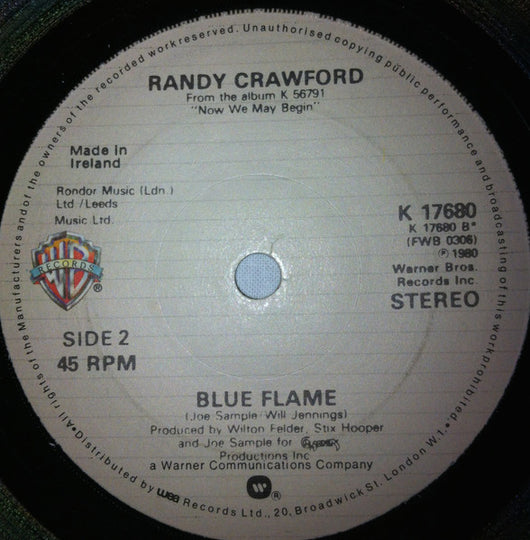 RANDY CRAWFORD
From the album K 56791
"Now We May Begin"
Made in
Ireland
Rondor Music (Ldn.)
Ltd./Leeds
Music Ltd.
K 17680
K 17680 B*
(FWB 0306)
℗ 1980
Warner Bros.
Records Inc.
STEREO
WB
RECORDS
®
SIDE 2
45 RPM
BLUE FLAME
(Joe Sample/Will Jennings)
Produced by Wilton Felder, Stix Hooper
and Joe Sample for
Productions Inc
a Warner Communications Company
®
•All rights of the Manufacturers and of the owners of the recorded work reserved. Unauthorised copying public performance and broadcasting of this work prohibited.
•Distributed by wea Records Ltd., 20, Broadwick St. London W.1.•